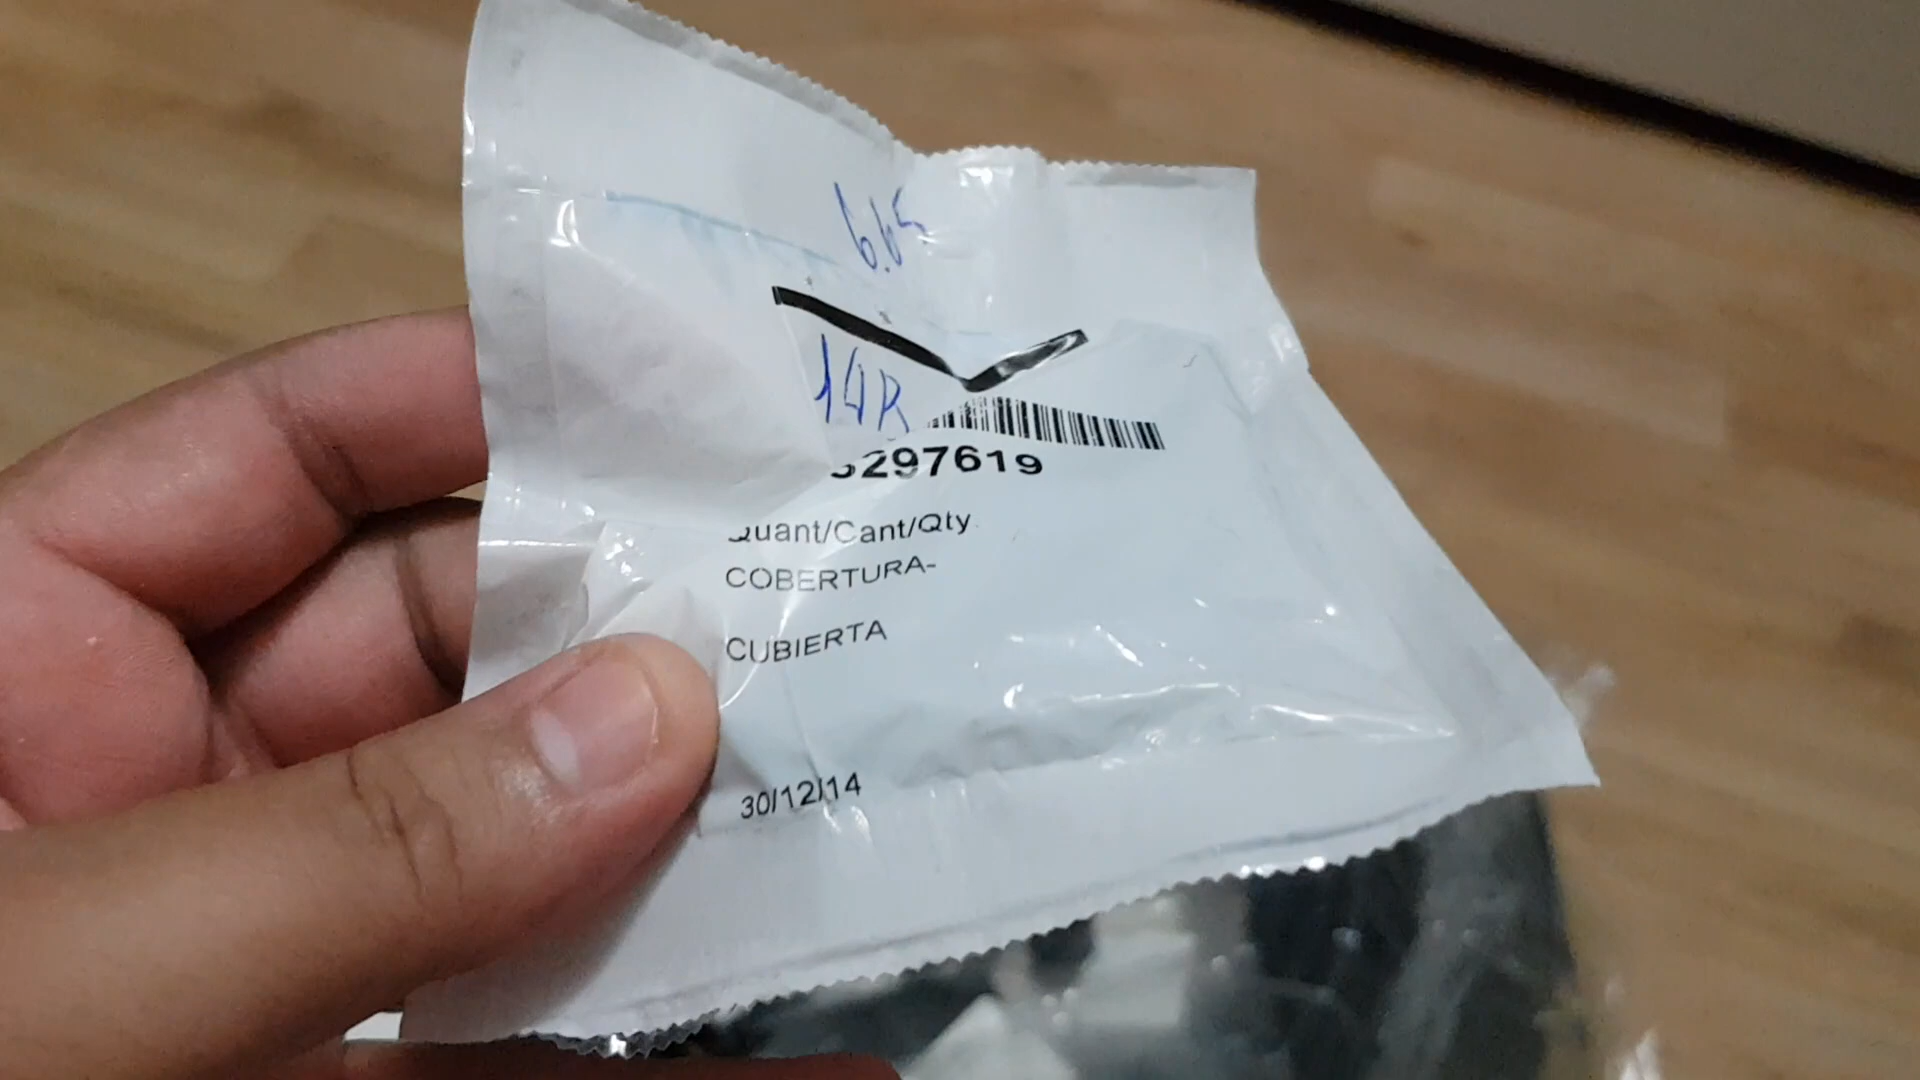 6.65
14R
297619
Quant/Cant/Qty
COBERTURA-
CUBIERTA
30/12/14